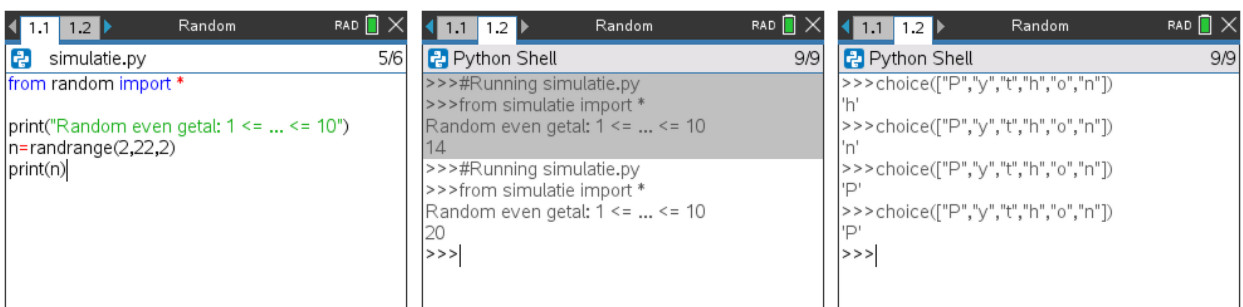 1.1 1.2 Random RAD
simulatie.py 5/6
from random import *
print("Random even getal: 1 <= ... <= 10")
n=randrange(2,22,2)
print(n)
1.1 1.2 Random RAD
Python Shell 9/9
>>>#Running simulatie.py
>>>from simulatie import *
Random even getal: 1 <= ... <= 10
14
>>>#Running simulatie.py
>>>from simulatie import *
Random even getal: 1 <= ... <= 10
20
>>>
1.1 1.2 Random RAD
Python Shell 9/9
>>>choice(["P","y","t","h","o","n"])
'h'
>>>choice(["P","y","t","h","o","n"])
'n'
>>>choice(["P","y","t","h","o","n"])
'P'
>>>choice(["P","y","t","h","o","n"])
'P'
>>>